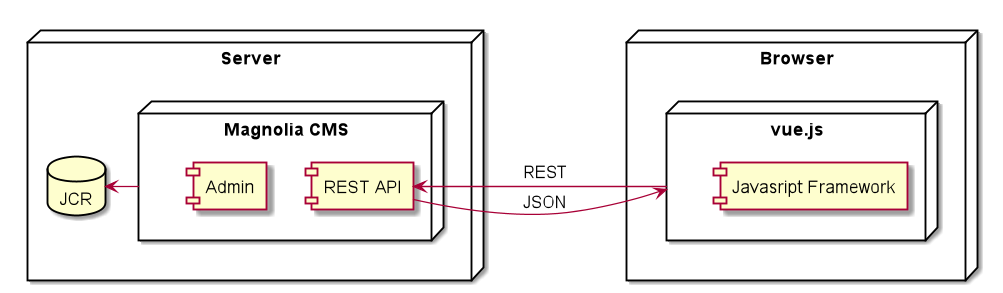 Server
Browser
Magnolia CMS
vue.js
JCR
Admin
REST API
REST
JSON
Javasript Framework